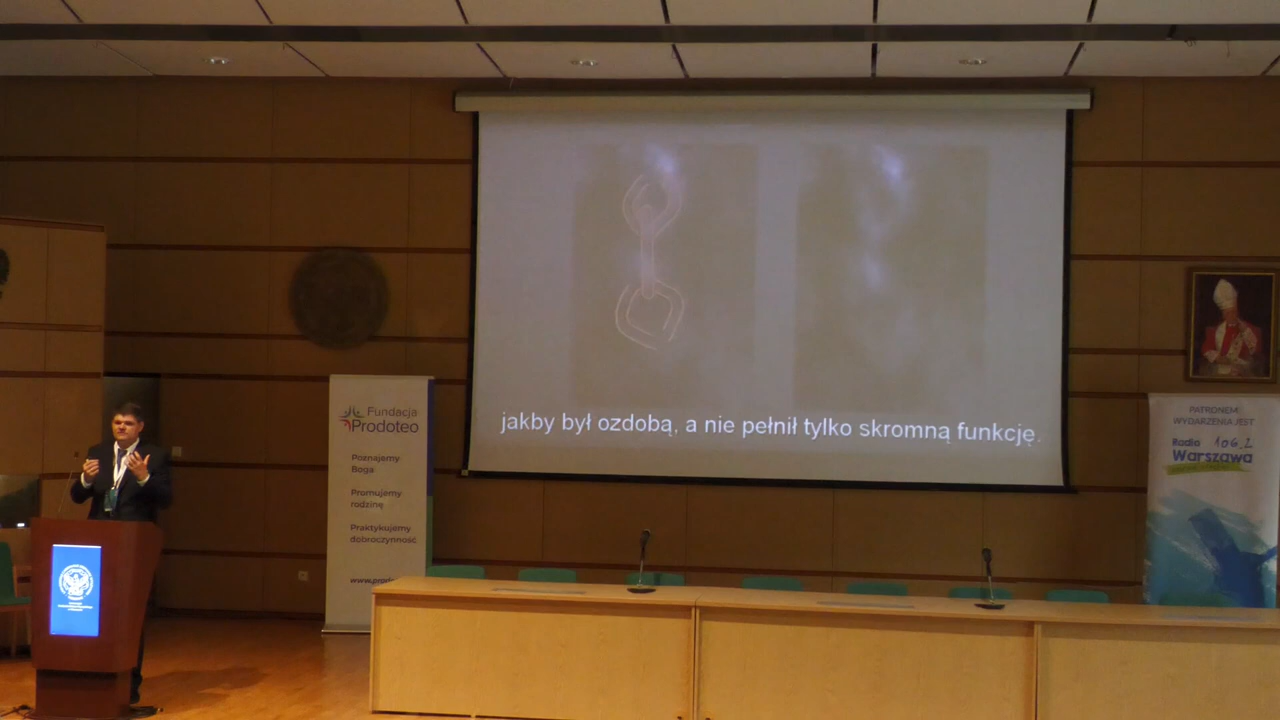 jakby był ozdobą, a nie pełnił tylko skromną funkcję.
Fundacja
Prodoteo
Poznajemy
Boga
Promujemy
rodzinę
Praktykujemy
dobroczynność
PATRONEM
WYDARZENIA JEST
Radio 106,2
Warszawa